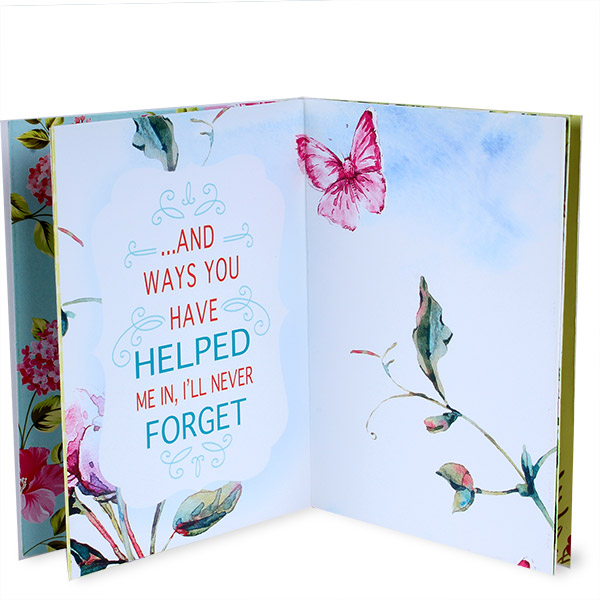 ...AND
WAYS YOU
HAVE
HELPED
ME IN, I'LL NEVER
FORGET